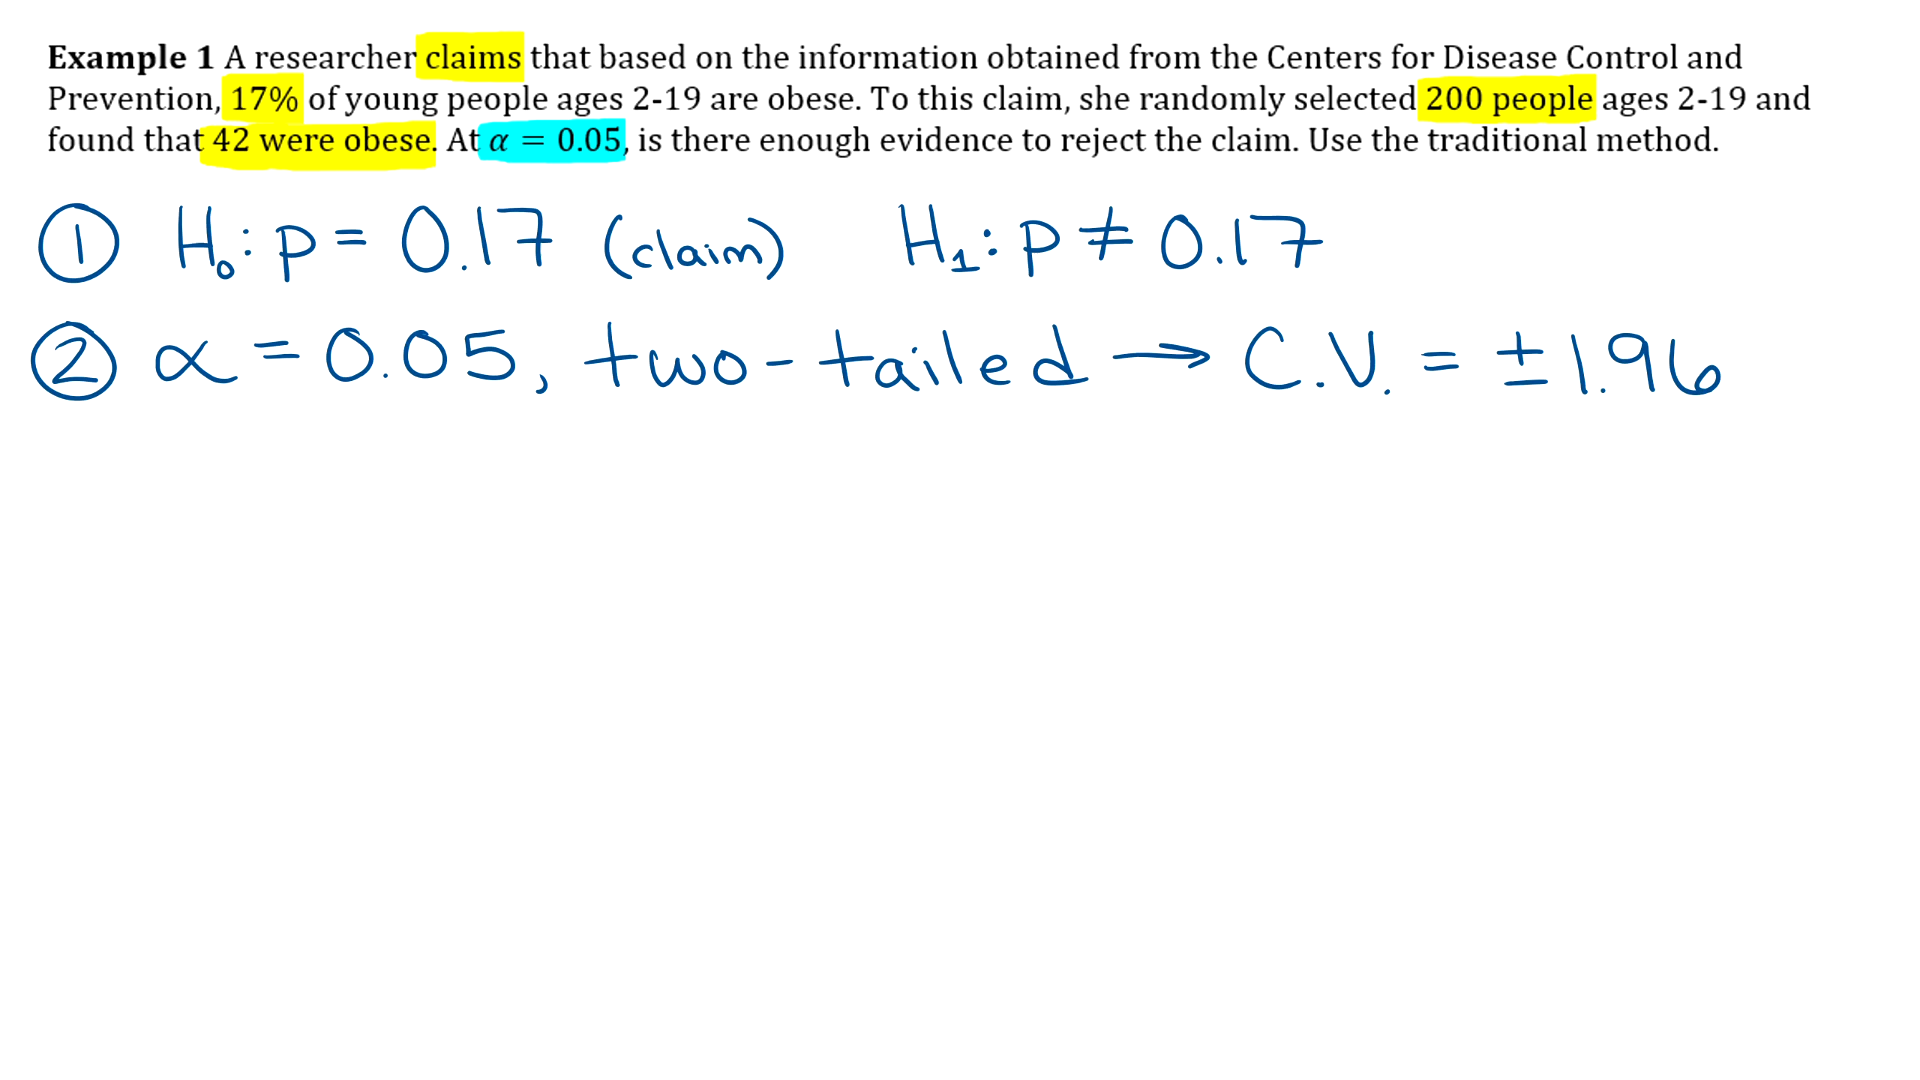 Example 1 A researcher claims that based on the information obtained from the Centers for Disease Control and
Prevention, 17% of young people ages 2-19 are obese. To this claim, she randomly selected 200 people ages 2-19 and
found that 42 were obese. At α = 0.05, is there enough evidence to reject the claim. Use the traditional method.
① H₀: p = 0.17 (claim) H₁: p ≠ 0.17
② α = 0.05, two-tailed → C.V. = ±1.96